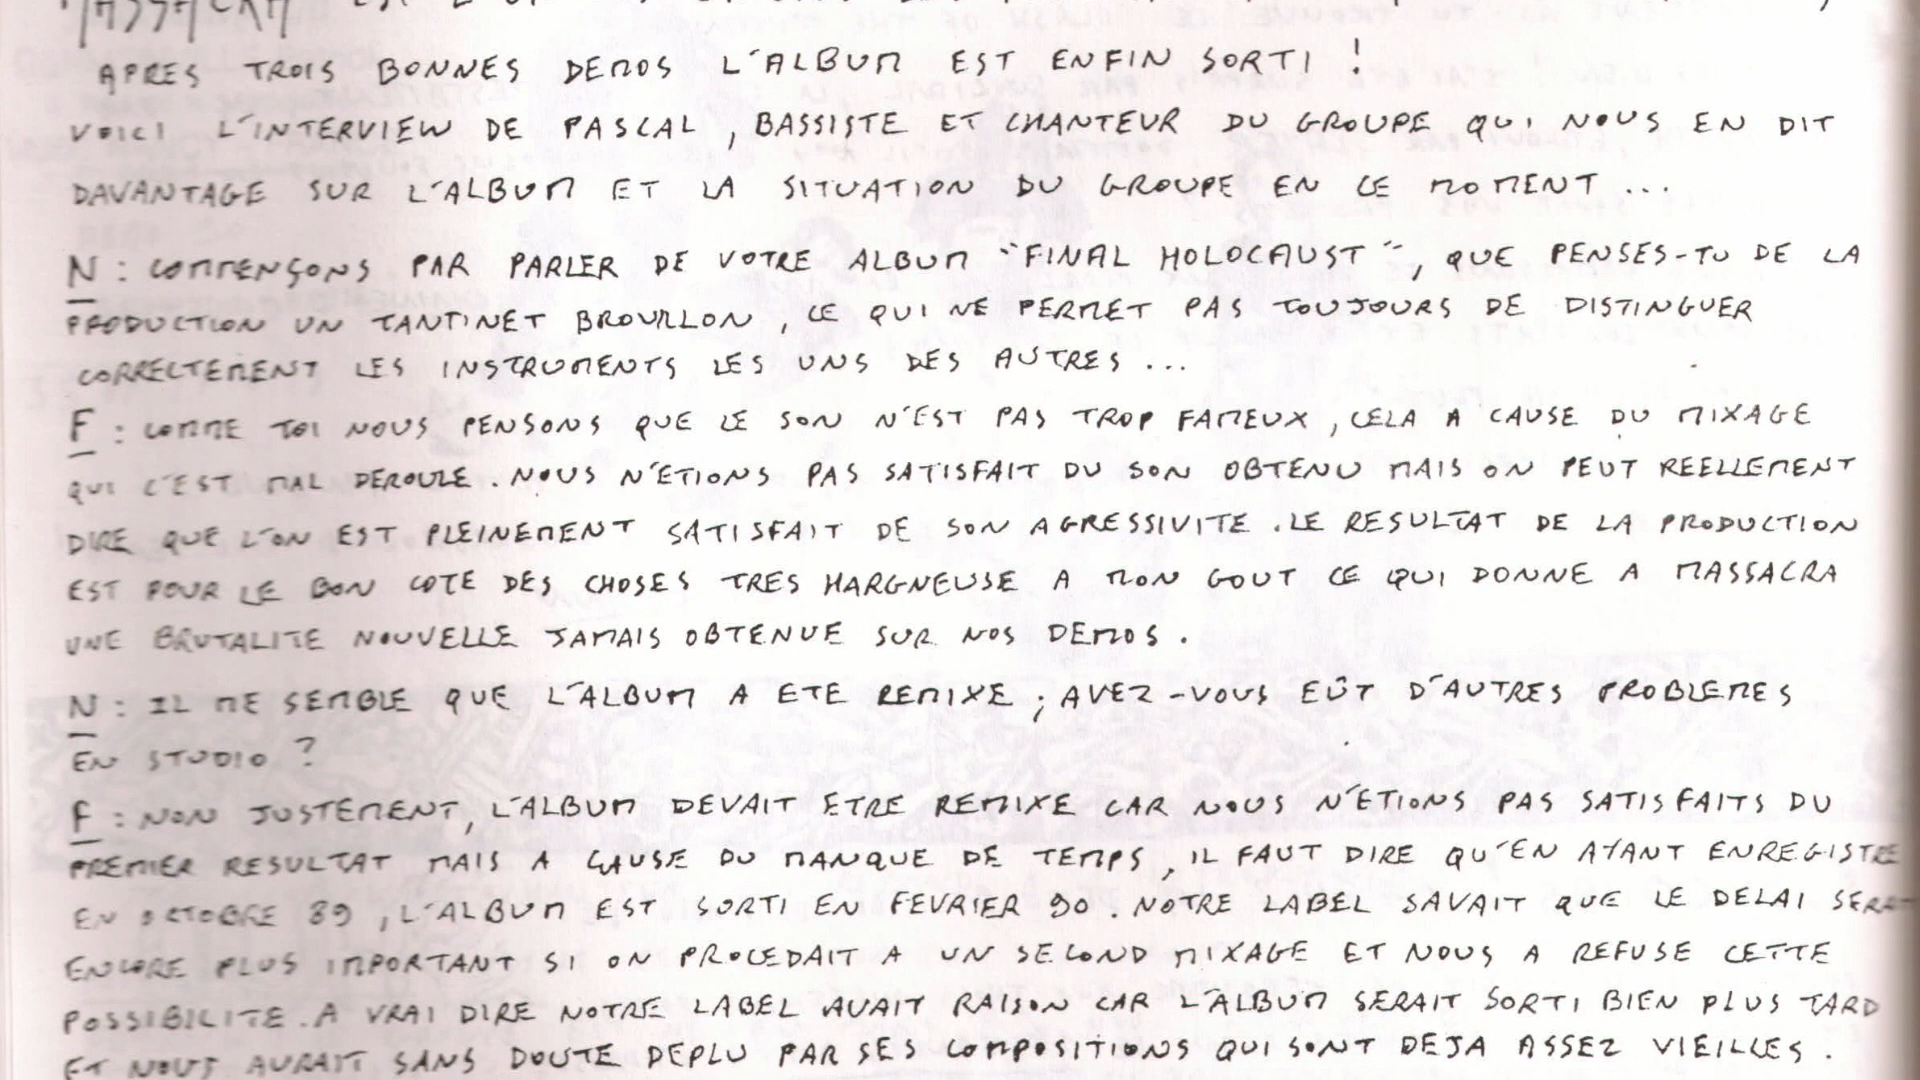 MASSACRA EST
APRES TROIS BONNES DEMOS L'ALBUM EST ENFIN SORTI !
VOICI L'INTERVIEW DE PASCAL, BASSISTE ET CHANTEUR DU GROUPE QUI NOUS EN DIT
DAVANTAGE SUR L'ALBUM ET LA SITUATION DU GROUPE EN CE MOMENT ...
N : COMMENÇONS PAR PARLER DE VOTRE ALBUM "FINAL HOLOCAUST", QUE PENSES-TU DE LA
PRODUCTION UN TANTINET BROUILLON, CE QUI NE PERMET PAS TOUJOURS DE DISTINGUER
CORRECTEMENT LES INSTRUMENTS LES UNS DES AUTRES ...
F : COMME TOI NOUS PENSONS QUE LE SON N'EST PAS TROP FAMEUX, CELA A CAUSE DU MIXAGE
QUI C'EST MAL DEROULE. NOUS N'ETIONS PAS SATISFAIT DU SON OBTENU MAIS ON PEUT REELLEMENT
DIRE QUE L'ON EST PLEINEMENT SATISFAIT DE SON AGRESSIVITE. LE RESULTAT DE LA PRODUCTION
EST POUR LE BON COTE DES CHOSES TRES HARGNEUSE A MON GOUT CE QUI DONNE A MASSACRA
UNE BRUTALITE NOUVELLE JAMAIS OBTENUE SUR NOS DEMOS.
N : IL ME SEMBLE QUE L'ALBUM A ETE REMIXE ; AVEZ-VOUS EÛT D'AUTRES PROBLEMES
EN STUDIO ?
F : NON JUSTEMENT, L'ALBUM DEVAIT ETRE REMIXE CAR NOUS N'ETIONS PAS SATISFAITS DU
PREMIER RESULTAT MAIS A CAUSE DU MANQUE DE TEMPS, IL FAUT DIRE QU'EN AYANT ENREGISTRE
EN OCTOBRE 89, L'ALBUM EST SORTI EN FEVRIER 90. NOTRE LABEL SAVAIT QUE LE DELAI
ENCORE PLUS IMPORTANT SI ON PROCEDAIT A UN SECOND MIXAGE ET NOUS A REFUSE CETTE
POSSIBILITE. A VRAI DIRE NOTRE LABEL AVAIT RAISON CAR L'ALBUM SERAIT SORTI BIEN PLUS TARD
ET NOUS AURAIT SANS DOUTE DEPLU PAR SES COMPOSITIONS QUI SONT DEJA ASSEZ VIEILLES.